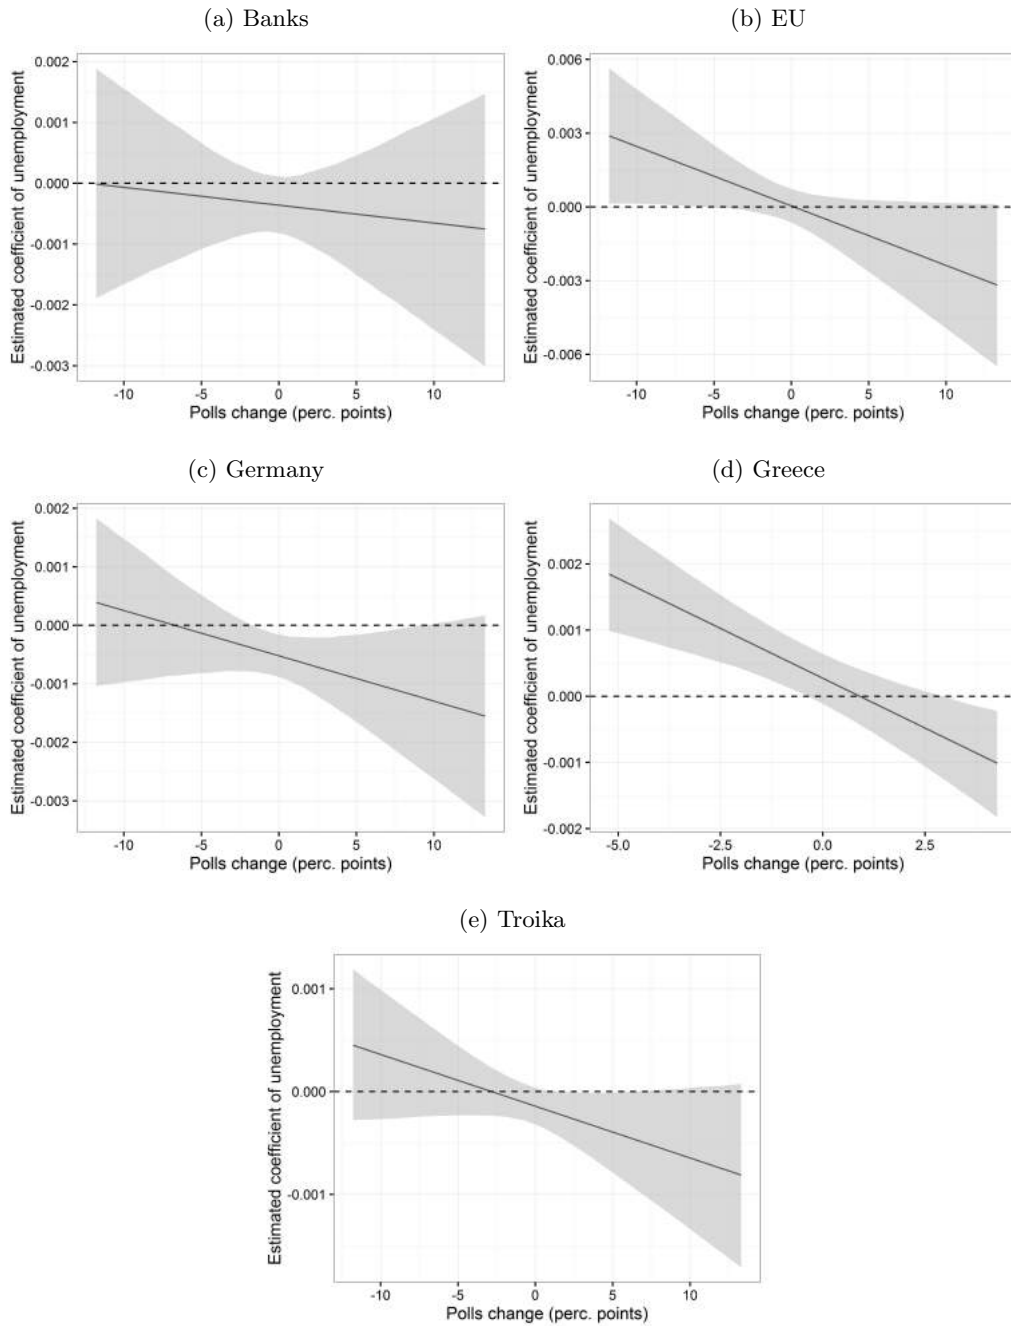 (a) Banks
Estimated coefficient of unemployment
0.002
0.001
0.000
-0.001
-0.002
-0.003
-10 -5 0 5 10
Polls change (perc. points)
(b) EU
Estimated coefficient of unemployment
0.006
0.003
0.000
-0.003
-0.006
-10 -5 0 5 10
Polls change (perc. points)
(c) Germany
Estimated coefficient of unemployment
0.002
0.001
0.000
-0.001
-0.002
-0.003
-10 -5 0 5 10
Polls change (perc. points)
(d) Greece
Estimated coefficient of unemployment
0.002
0.001
0.000
-0.001
-0.002
-5.0 -2.5 0.0 2.5
Polls change (perc. points)
(e) Troika
Estimated coefficient of unemployment
0.001
0.000
-0.001
-10 -5 0 5 10
Polls change (perc. points)